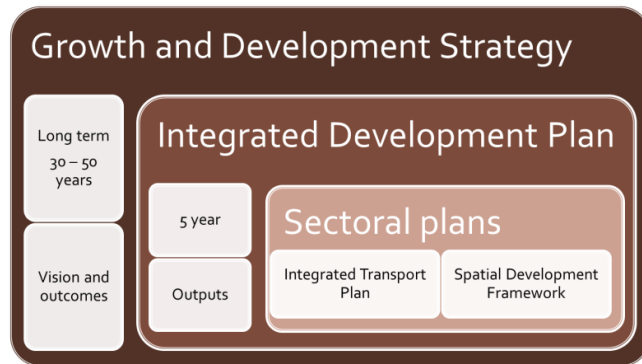 Growth and Development Strategy
Long term
30 – 50
years
Vision and
outcomes
Integrated Development Plan
5 year
Outputs
Sectoral plans
Integrated Transport
Plan
Spatial Development
Framework